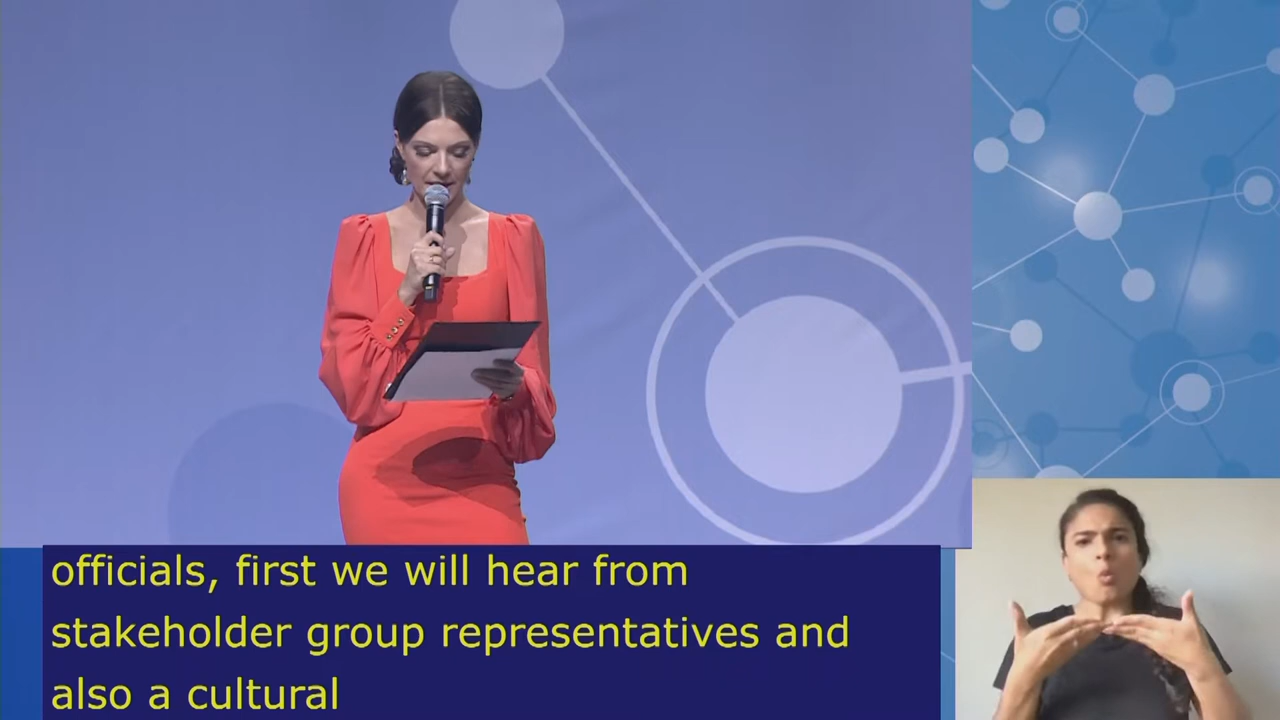 officials, first we will hear from
stakeholder group representatives and
also a cultural